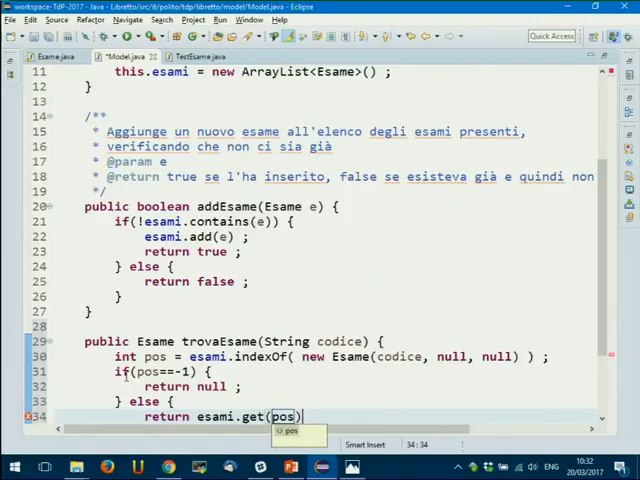 workspace-TdP-2017 - Java - Libretto/src/it/polito/tdp/libretto/model/Model.java - Eclipse
File Edit Source Refactor Navigate Search Project Run Window Help
Quick Access
Esame.java *Model.java TestEsame.java
11 this.esami = new ArrayList<Esame>() ;
12 }
13
14 /**
15 * Aggiunge un nuovo esame all'elenco degli esami presenti,
16 * verificando che non ci sia già
17 * @param e
18 * @return true se l'ha inserito, false se esisteva già e quindi non
19 */
20 public boolean addEsame(Esame e) {
21 if(!esami.contains(e)) {
22 esami.add(e) ;
23 return true ;
24 } else {
25 return false ;
26 }
27 }
28
29 public Esame trovaEsame(String codice) {
30 int pos = esami.indexOf( new Esame(codice, null, null) ) ;
31 if(pos==-1) {
32 return null ;
33 } else {
34 return esami.get(pos)
pos
Smart Insert 34 : 34
10:32
20/03/2017